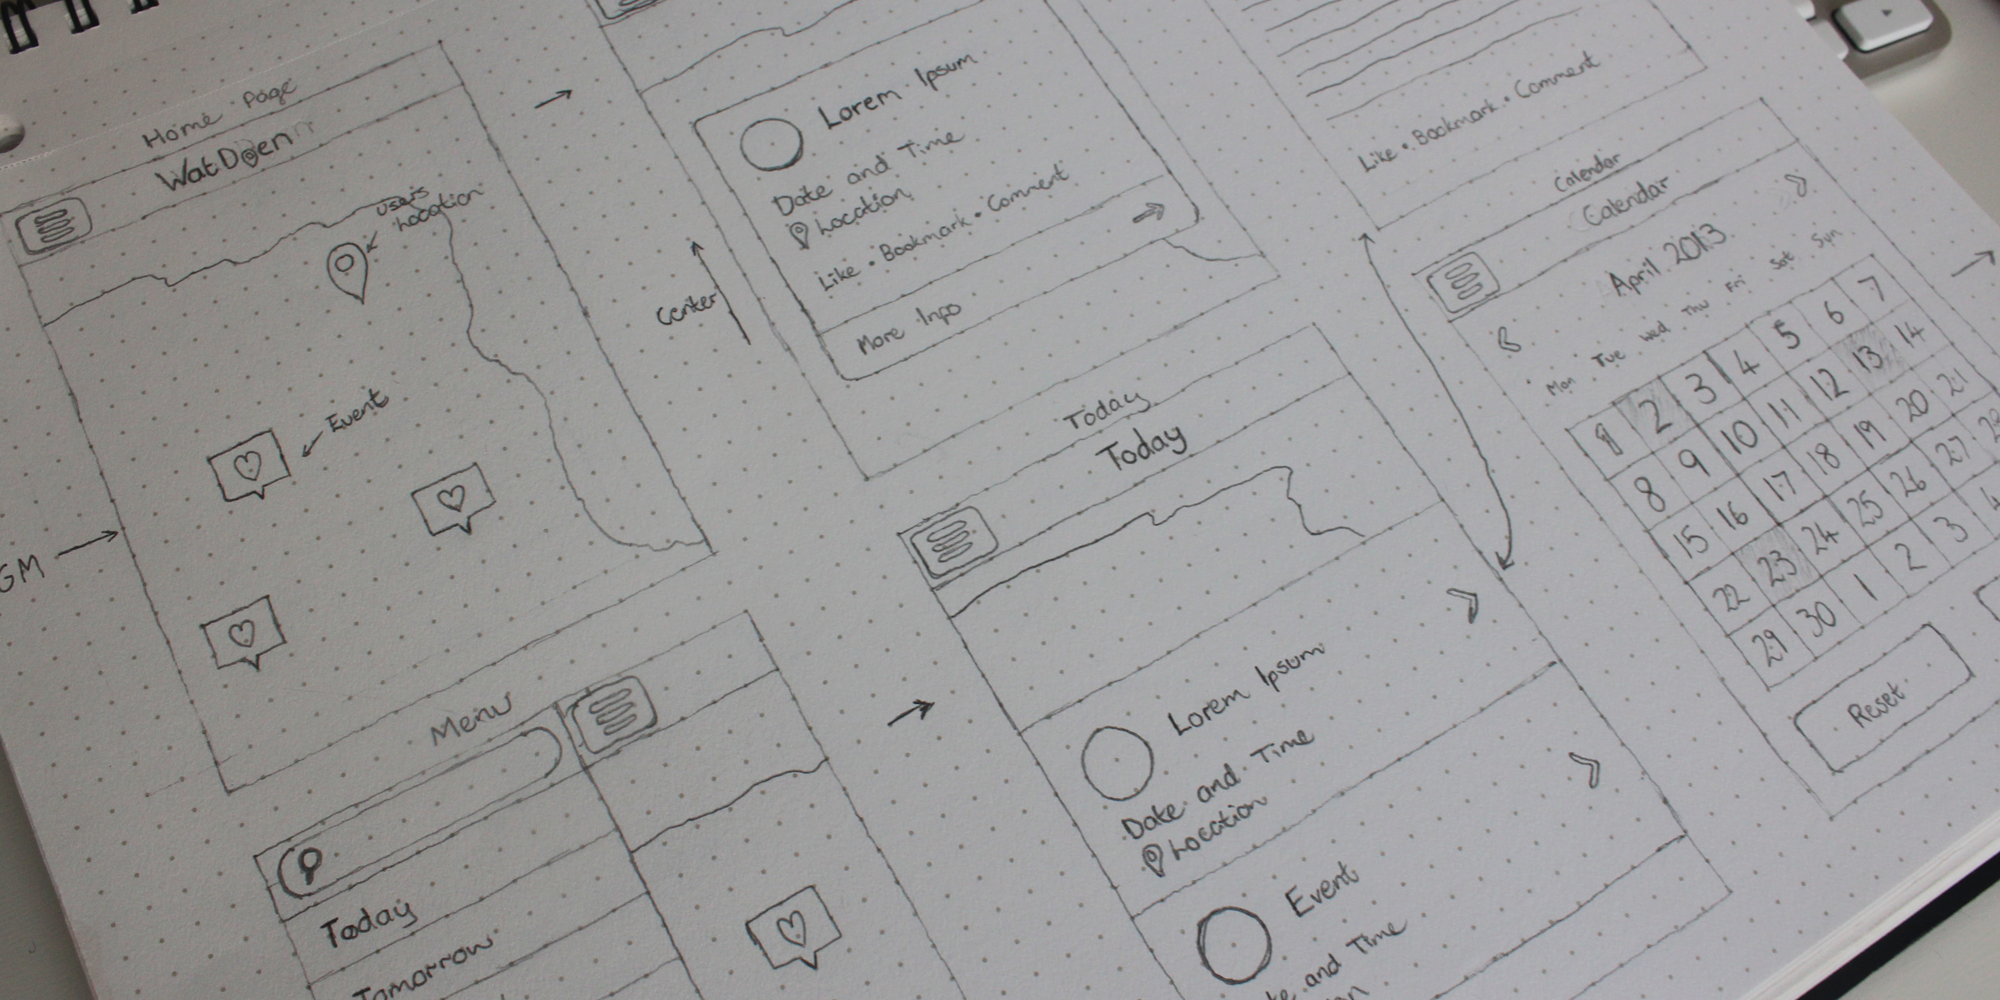 Home Page
WatDoen
users
Location
Event
GM
Menu
Today
Tomorrow
Lorem Ipsum
Date and Time
Location
Like • Bookmark • Comment
More Info
Center
Today
Today
Lorem Ipsum
Date and Time
Location
Event
and Time
Like • Bookmark • Comment
Calendar
Calendar
April 2013
Mon Tue Wed Thu Fri Sat Sun
1 2 3 4 5 6 7
8 9 10 11 12 13 14
15 16 17 18 19 20 21
22 23 24 25 26 27 28
29 30 1 2 3 4
Reset